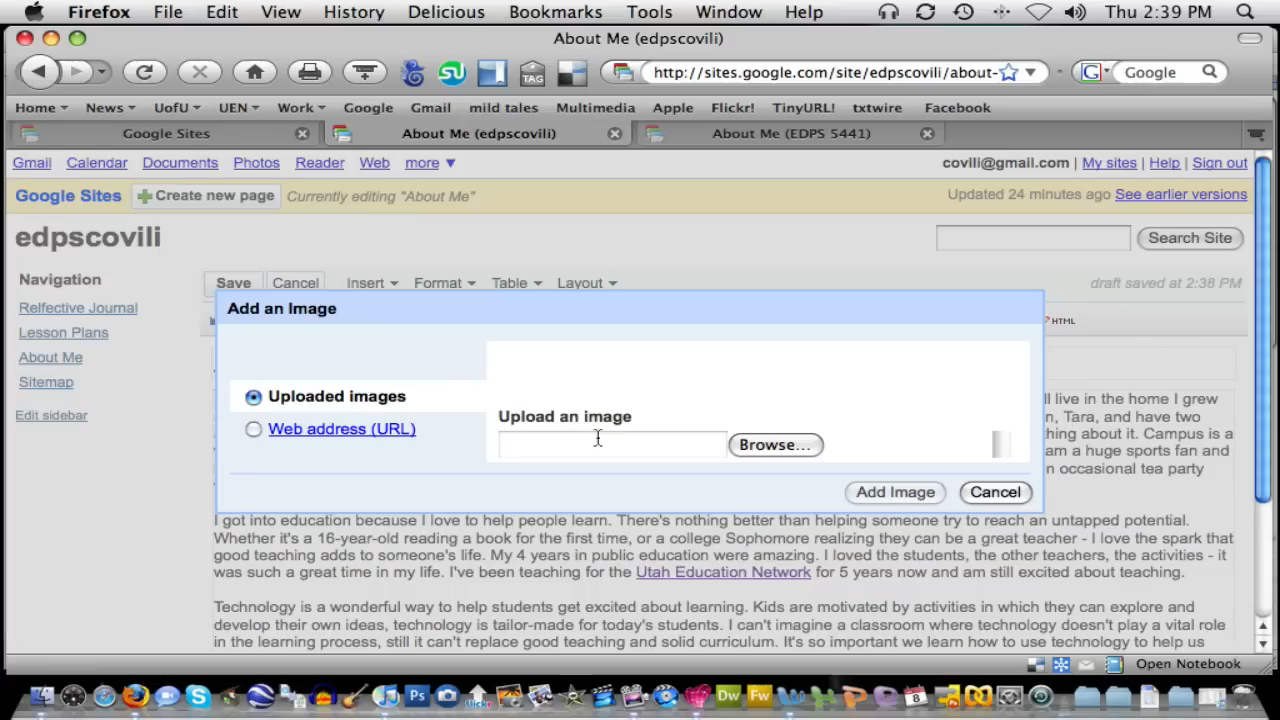 Firefox File Edit View History Delicious Bookmarks Tools Window Help Thu 2:39 PM
About Me (edpscovili)
TAG http://sites.google.com/site/edpscovili/about- G Google
Home News UofU UEN Work Google Gmail mild tales Multimedia Apple Flickr! TinyURL! txtwire Facebook
Google Sites About Me (edpscovili) About Me (EDPS 5441)
Gmail Calendar Documents Photos Reader Web more ▼ covili@gmail.com | My sites | Help | Sign out
Google Sites Create new page Currently editing "About Me" Updated 24 minutes ago See earlier versions
edpscovili Search Site
Navigation Save Cancel Insert Format Table Layout draft saved at 2:38 PM
Relfective Journal
Lesson Plans
About Me
Sitemap
Edit sidebar
Add an Image
HTML
Uploaded images
Web address (URL)
Upload an image
Browse...
Add Image Cancel
ll live in the home I grew
n, Tara, and have two
thing about it. Campus is a
am a huge sports fan and
n occasional tea party
I got into education because I love to help people learn. There's nothing better than helping someone try to reach an untapped potential.
Whether it's a 16-year-old reading a book for the first time, or a college Sophomore realizing they can be a great teacher - I love the spark that
good teaching adds to someone's life. My 4 years in public education were amazing. I loved the students, the other teachers, the activities - it
was such a great time in my life. I've been teaching for the Utah Education Network for 5 years now and am still excited about teaching.
Technology is a wonderful way to help students get excited about learning. Kids are motivated by activities in which they can explore and
develop their own ideas, technology is tailor-made for today's students. I can't imagine a classroom where technology doesn't play a vital role
in the learning process, still it can't replace good teaching and solid curriculum. It's so important we learn how to use technology to help us
Open Notebook
Ps flickr Dw Fw 8